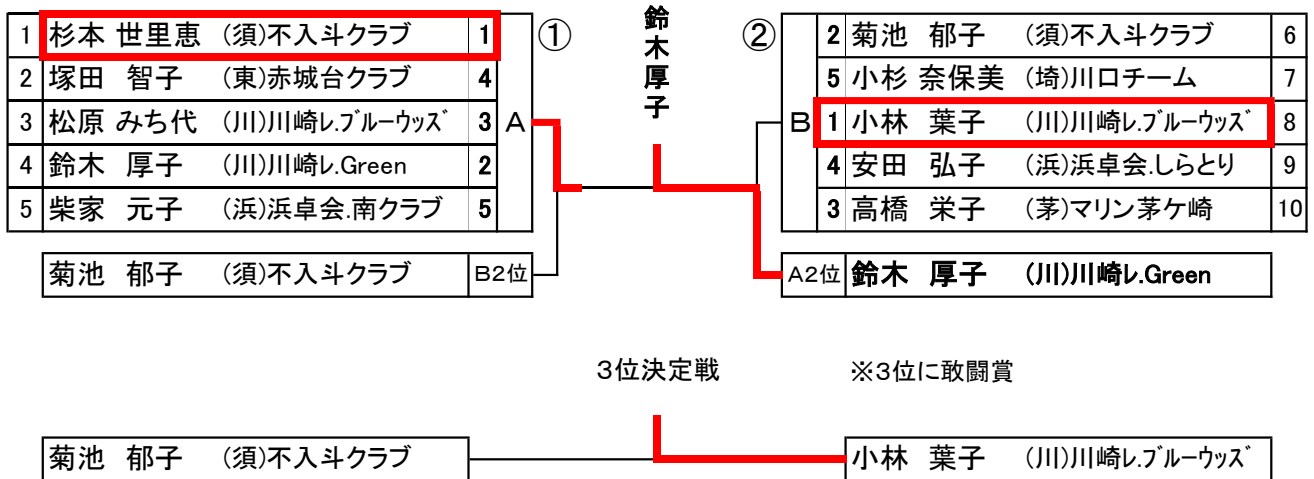 鈴木厚子
1 杉本 世里恵 (須)不入斗クラブ 1 ①
2 塚田 智子 (東)赤城台クラブ 4
3 松原 みち代 (川)川崎レ.ブルーウッズ 3 A
4 鈴木 厚子 (川)川崎レ.Green 2
5 柴家 元子 (浜)浜卓会.南クラブ 5
菊池 郁子 (須)不入斗クラブ B2位
② 2 菊池 郁子 (須)不入斗クラブ 6
5 小杉 奈保美 (埼)川口チーム 7
B 1 小林 葉子 (川)川崎レ.ブルーウッズ 8
4 安田 弘子 (浜)浜卓会.しらとり 9
3 高橋 栄子 (茅)マリン茅ケ崎 10
A2位 鈴木 厚子 (川)川崎レ.Green
3位決定戦 ※3位に敢闘賞
菊池 郁子 (須)不入斗クラブ 小林 葉子 (川)川崎レ.ブルーウッズ